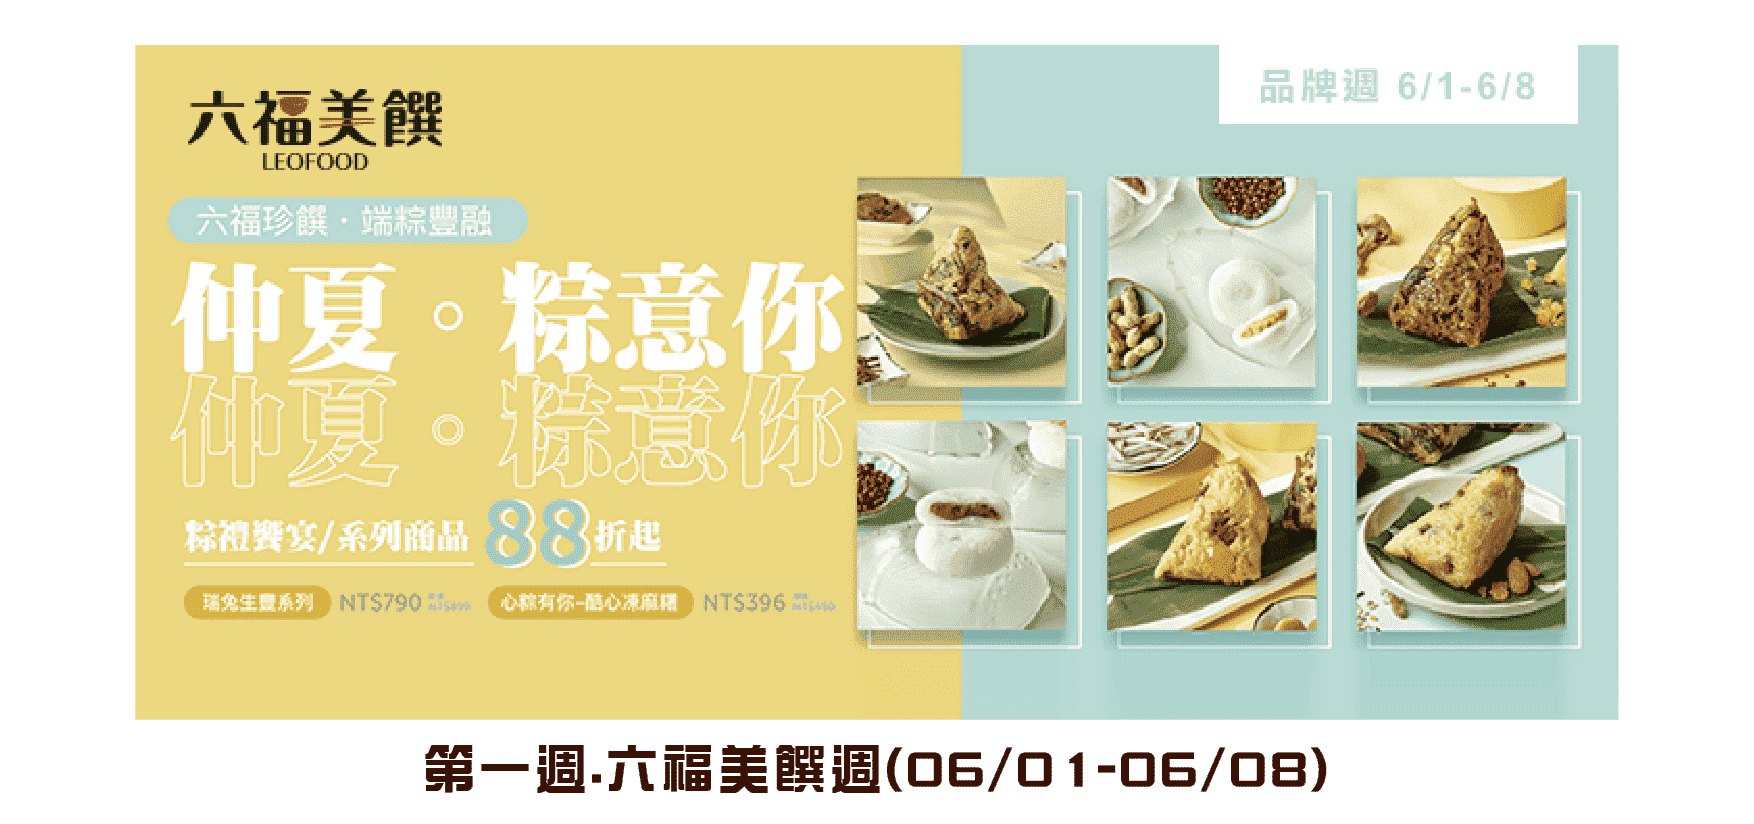 六福美饌
LEOFOOD
品牌週 6/1-6/8
六福珍饌·端粽豐融
仲夏。粽意你
仲夏。粽意你
粽禮饗宴/系列商品 88折起
瑞兔生豐系列 NT$790
心粽有你-酷心凍麻糬 NT$396
第一週.六福美饌週(06/01-06/08)